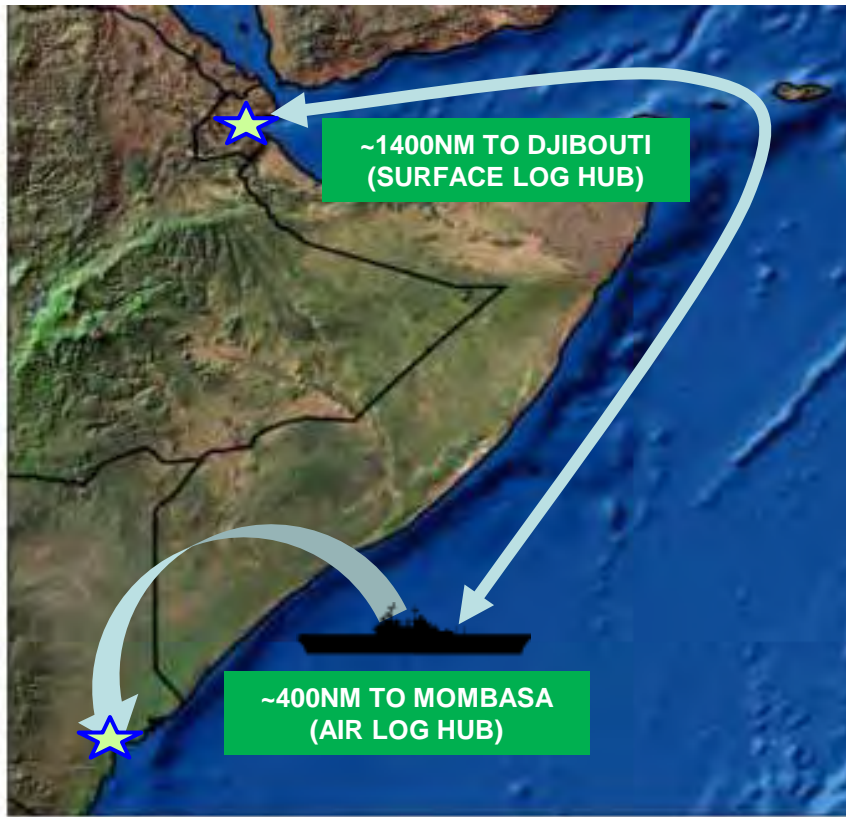 ~1400NM TO DJIBOUTI
(SURFACE LOG HUB)
~400NM TO MOMBASA
(AIR LOG HUB)